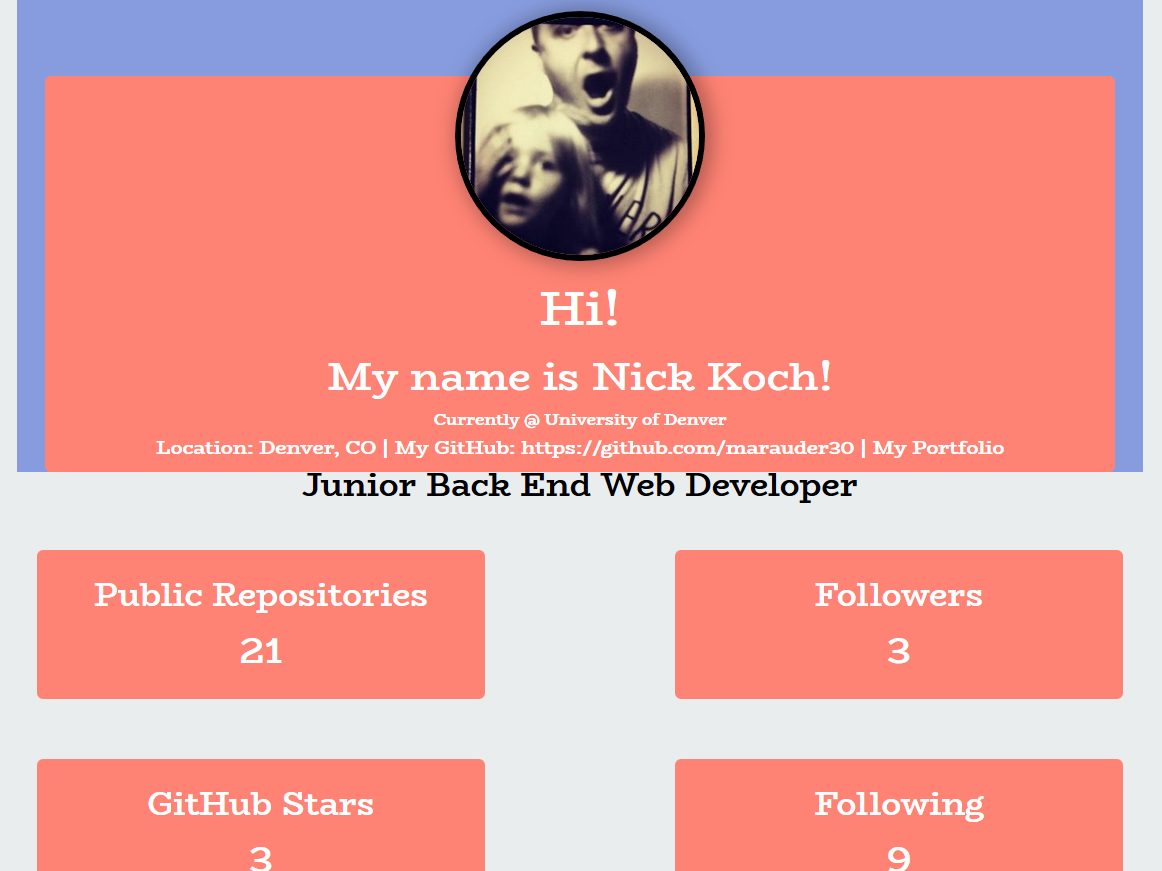 Hi!
My name is Nick Koch!
Currently @ University of Denver
Location: Denver, CO | My GitHub: https://github.com/marauder30 | My Portfolio
Junior Back End Web Developer
Public Repositories
21
Followers
3
GitHub Stars
3
Following
9